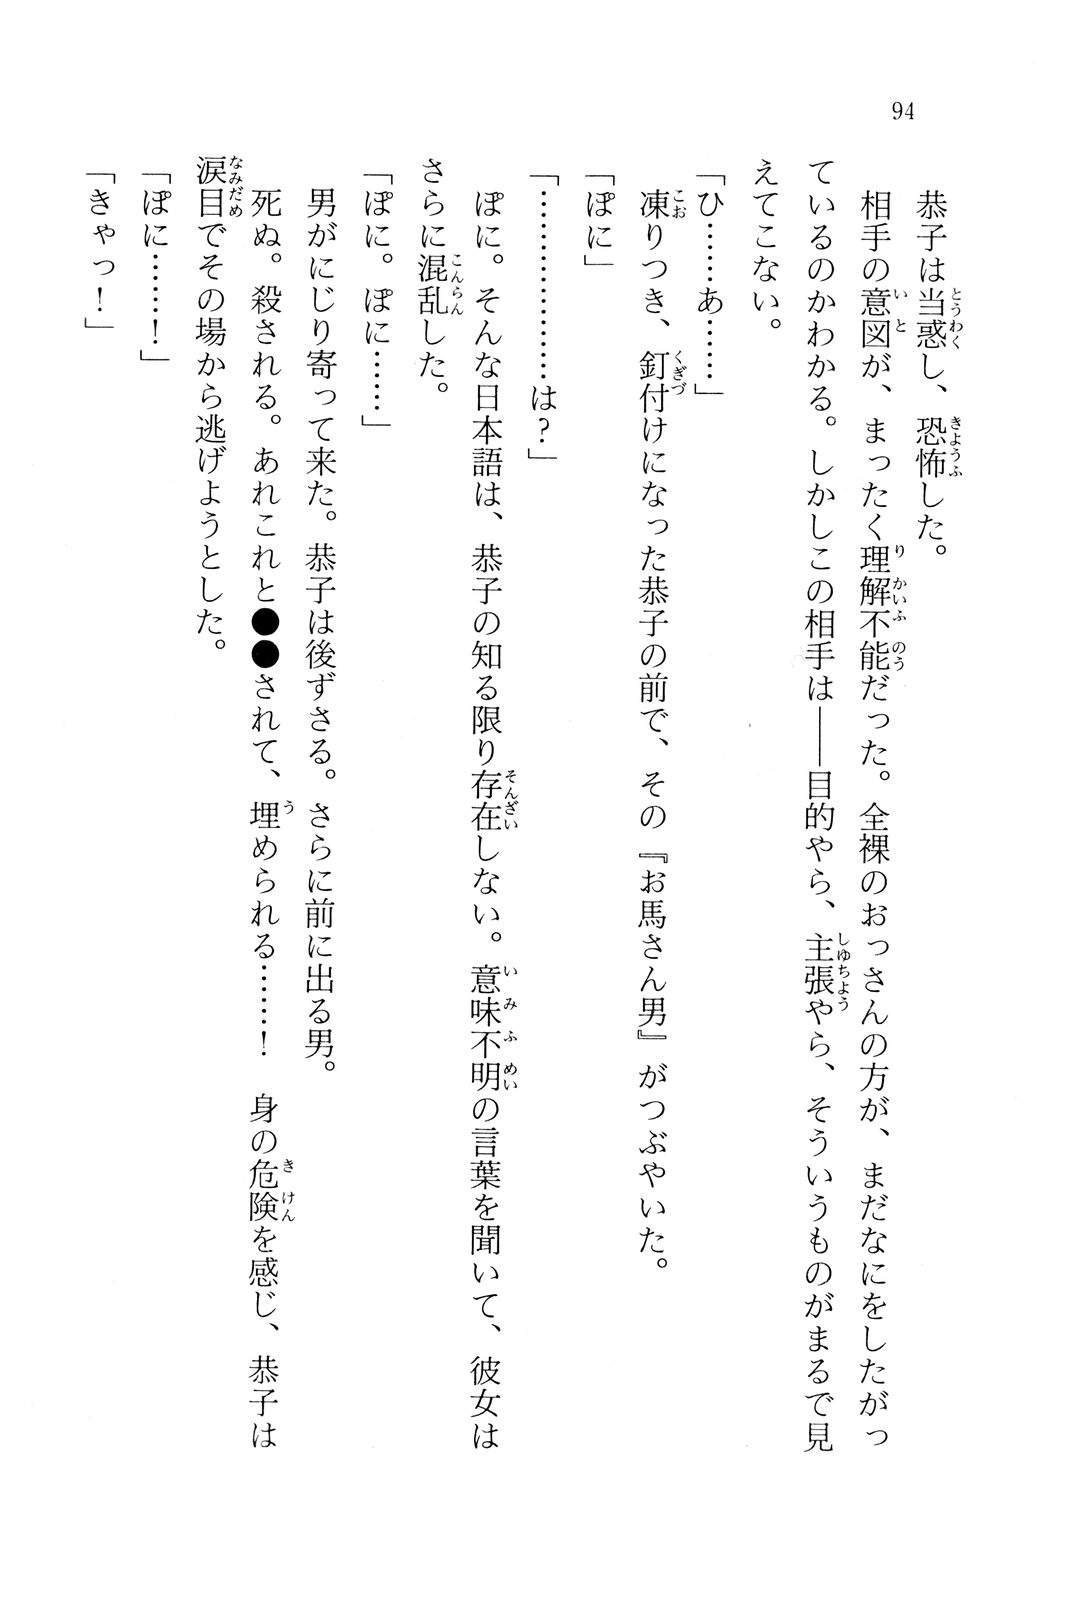 94
恭子は当惑し、恐怖した。
相手の意図が、まったく理解不能だった。全裸のおっさんの方が、まだなにをしたがっ
ているのかわかる。しかしこの相手は――目的やら、主張やら、そういうものがまるで見
えてこない。
「ひ……あ……」
凍りつき、釘付けになった恭子の前で、その『お馬さん男』がつぶやいた。
「ぽに」
「………………は？」
ぽに。そんな日本語は、恭子の知る限り存在しない。意味不明の言葉を聞いて、彼女は
さらに混乱した。
「ぽに。ぽに……」
男がにじり寄って来た。恭子は後ずさる。さらに前に出る男。
死ぬ。殺される。あれこれと●●されて、埋められる……！　身の危険を感じ、恭子は
涙目でその場から逃げようとした。
「ぽに……！」
「きゃっ！」